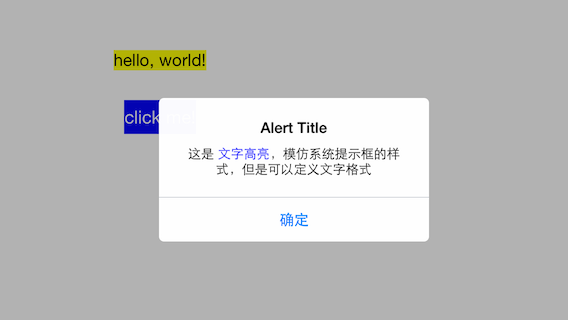 hello, world!
click me!
Alert Title
这是 文字高亮，模仿系统提示框的样
式，但是可以定义文字格式
确定